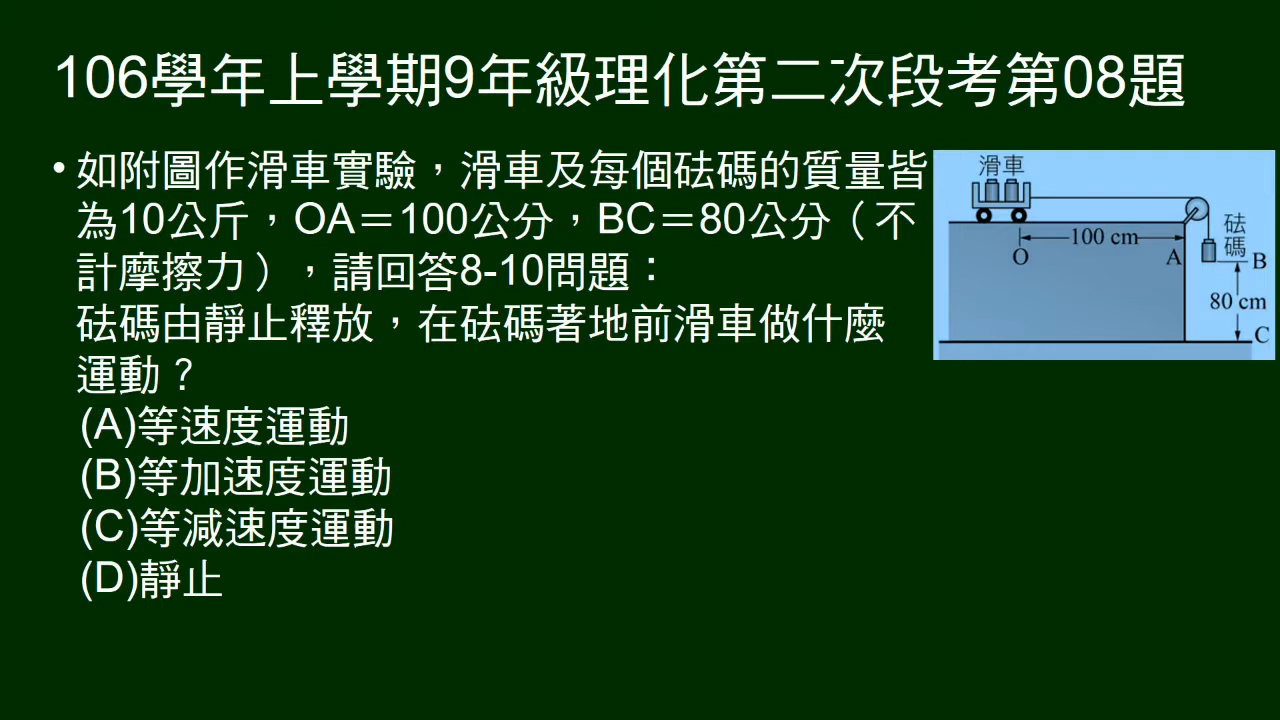 106學年上學期9年級理化第二次段考第08題
• 如附圖作滑車實驗，滑車及每個砝碼的質量皆
為10公斤，OA＝100公分，BC＝80公分（不
計摩擦力），請回答8-10問題：
砝碼由靜止釋放，在砝碼著地前滑車做什麼
運動？
(A)等速度運動
(B)等加速度運動
(C)等減速度運動
(D)靜止
滑車
砝
碼
100 cm
O
A
B
80 cm
C